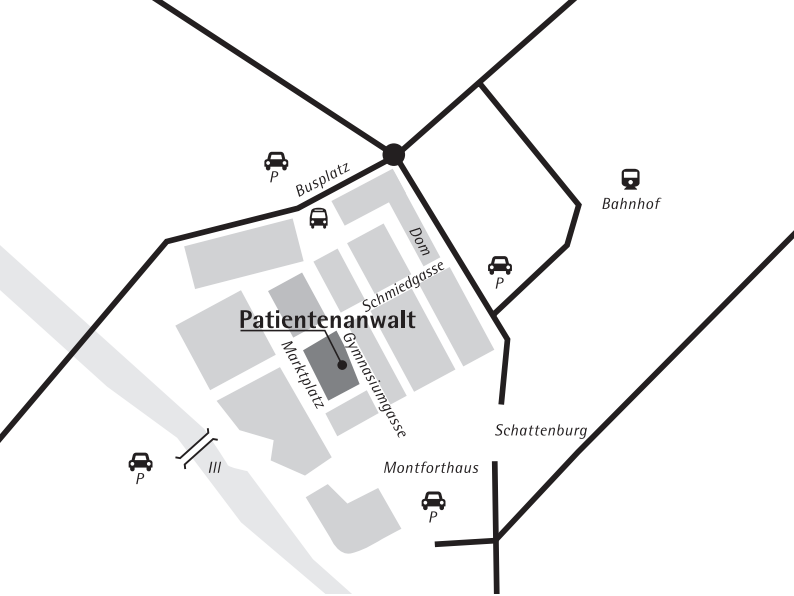 P
Busplatz
Bahnhof
Dom
P
Schmiedgasse
Patientenanwalt
Marktplatz
Gymnasiumgasse
Schattenburg
Ill
P
Montforthaus
P